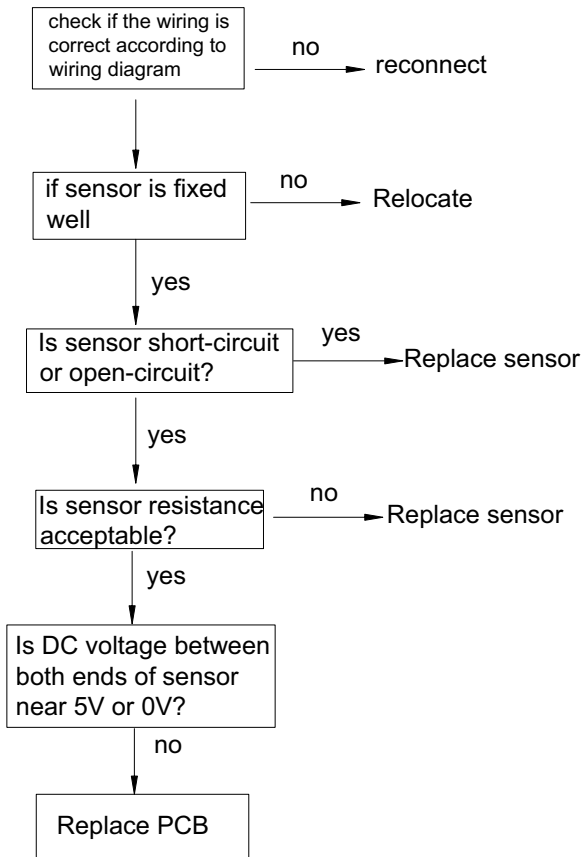 check if the wiring is
correct according to
wiring diagram
no
reconnect
if sensor is fixed
well
no
Relocate
yes
Is sensor short-circuit
or open-circuit?
yes
Replace sensor
yes
Is sensor resistance
acceptable?
no
Replace sensor
yes
Is DC voltage between
both ends of sensor
near 5V or 0V?
no
Replace PCB